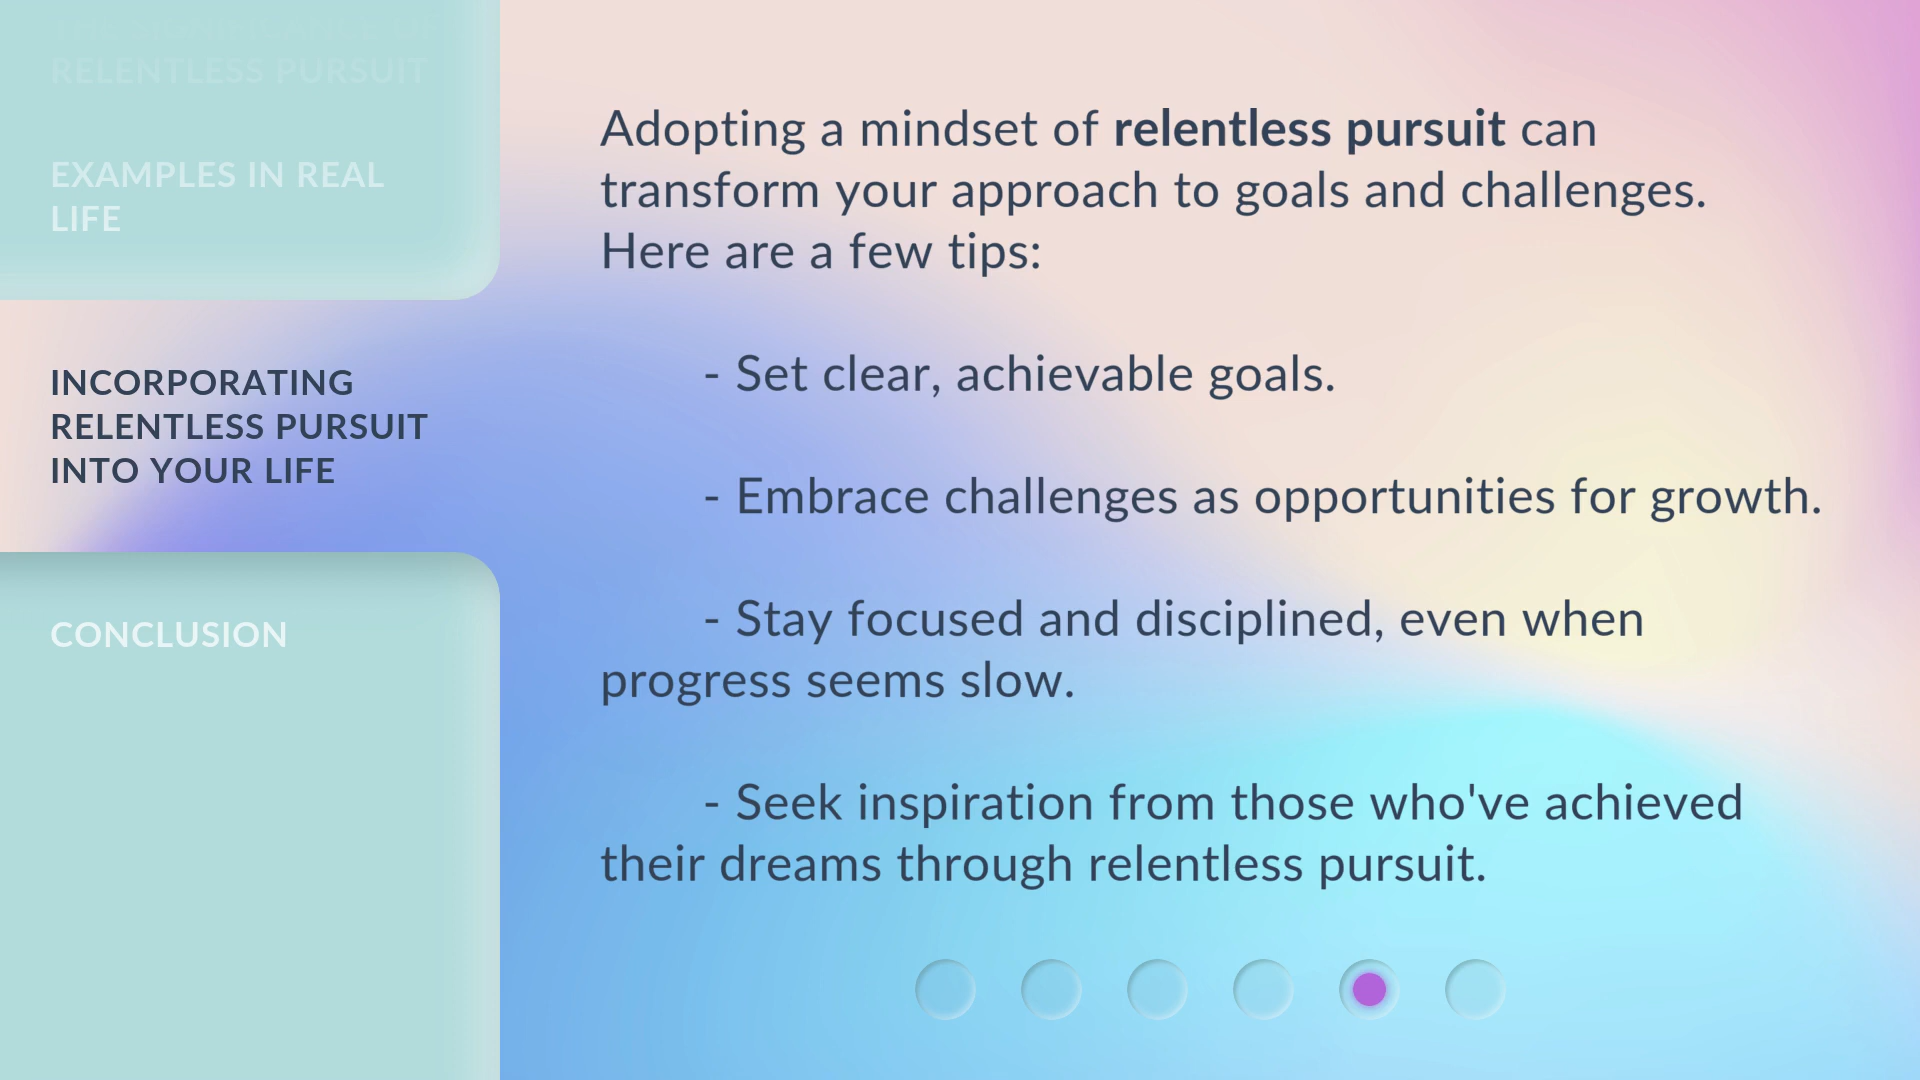 THE SIGNIFICANCE OF
RELENTLESS PURSUIT
EXAMPLES IN REAL
LIFE
INCORPORATING
RELENTLESS PURSUIT
INTO YOUR LIFE
CONCLUSION
Adopting a mindset of relentless pursuit can
transform your approach to goals and challenges.
Here are a few tips:
- Set clear, achievable goals.
- Embrace challenges as opportunities for growth.
- Stay focused and disciplined, even when
progress seems slow.
- Seek inspiration from those who've achieved
their dreams through relentless pursuit.